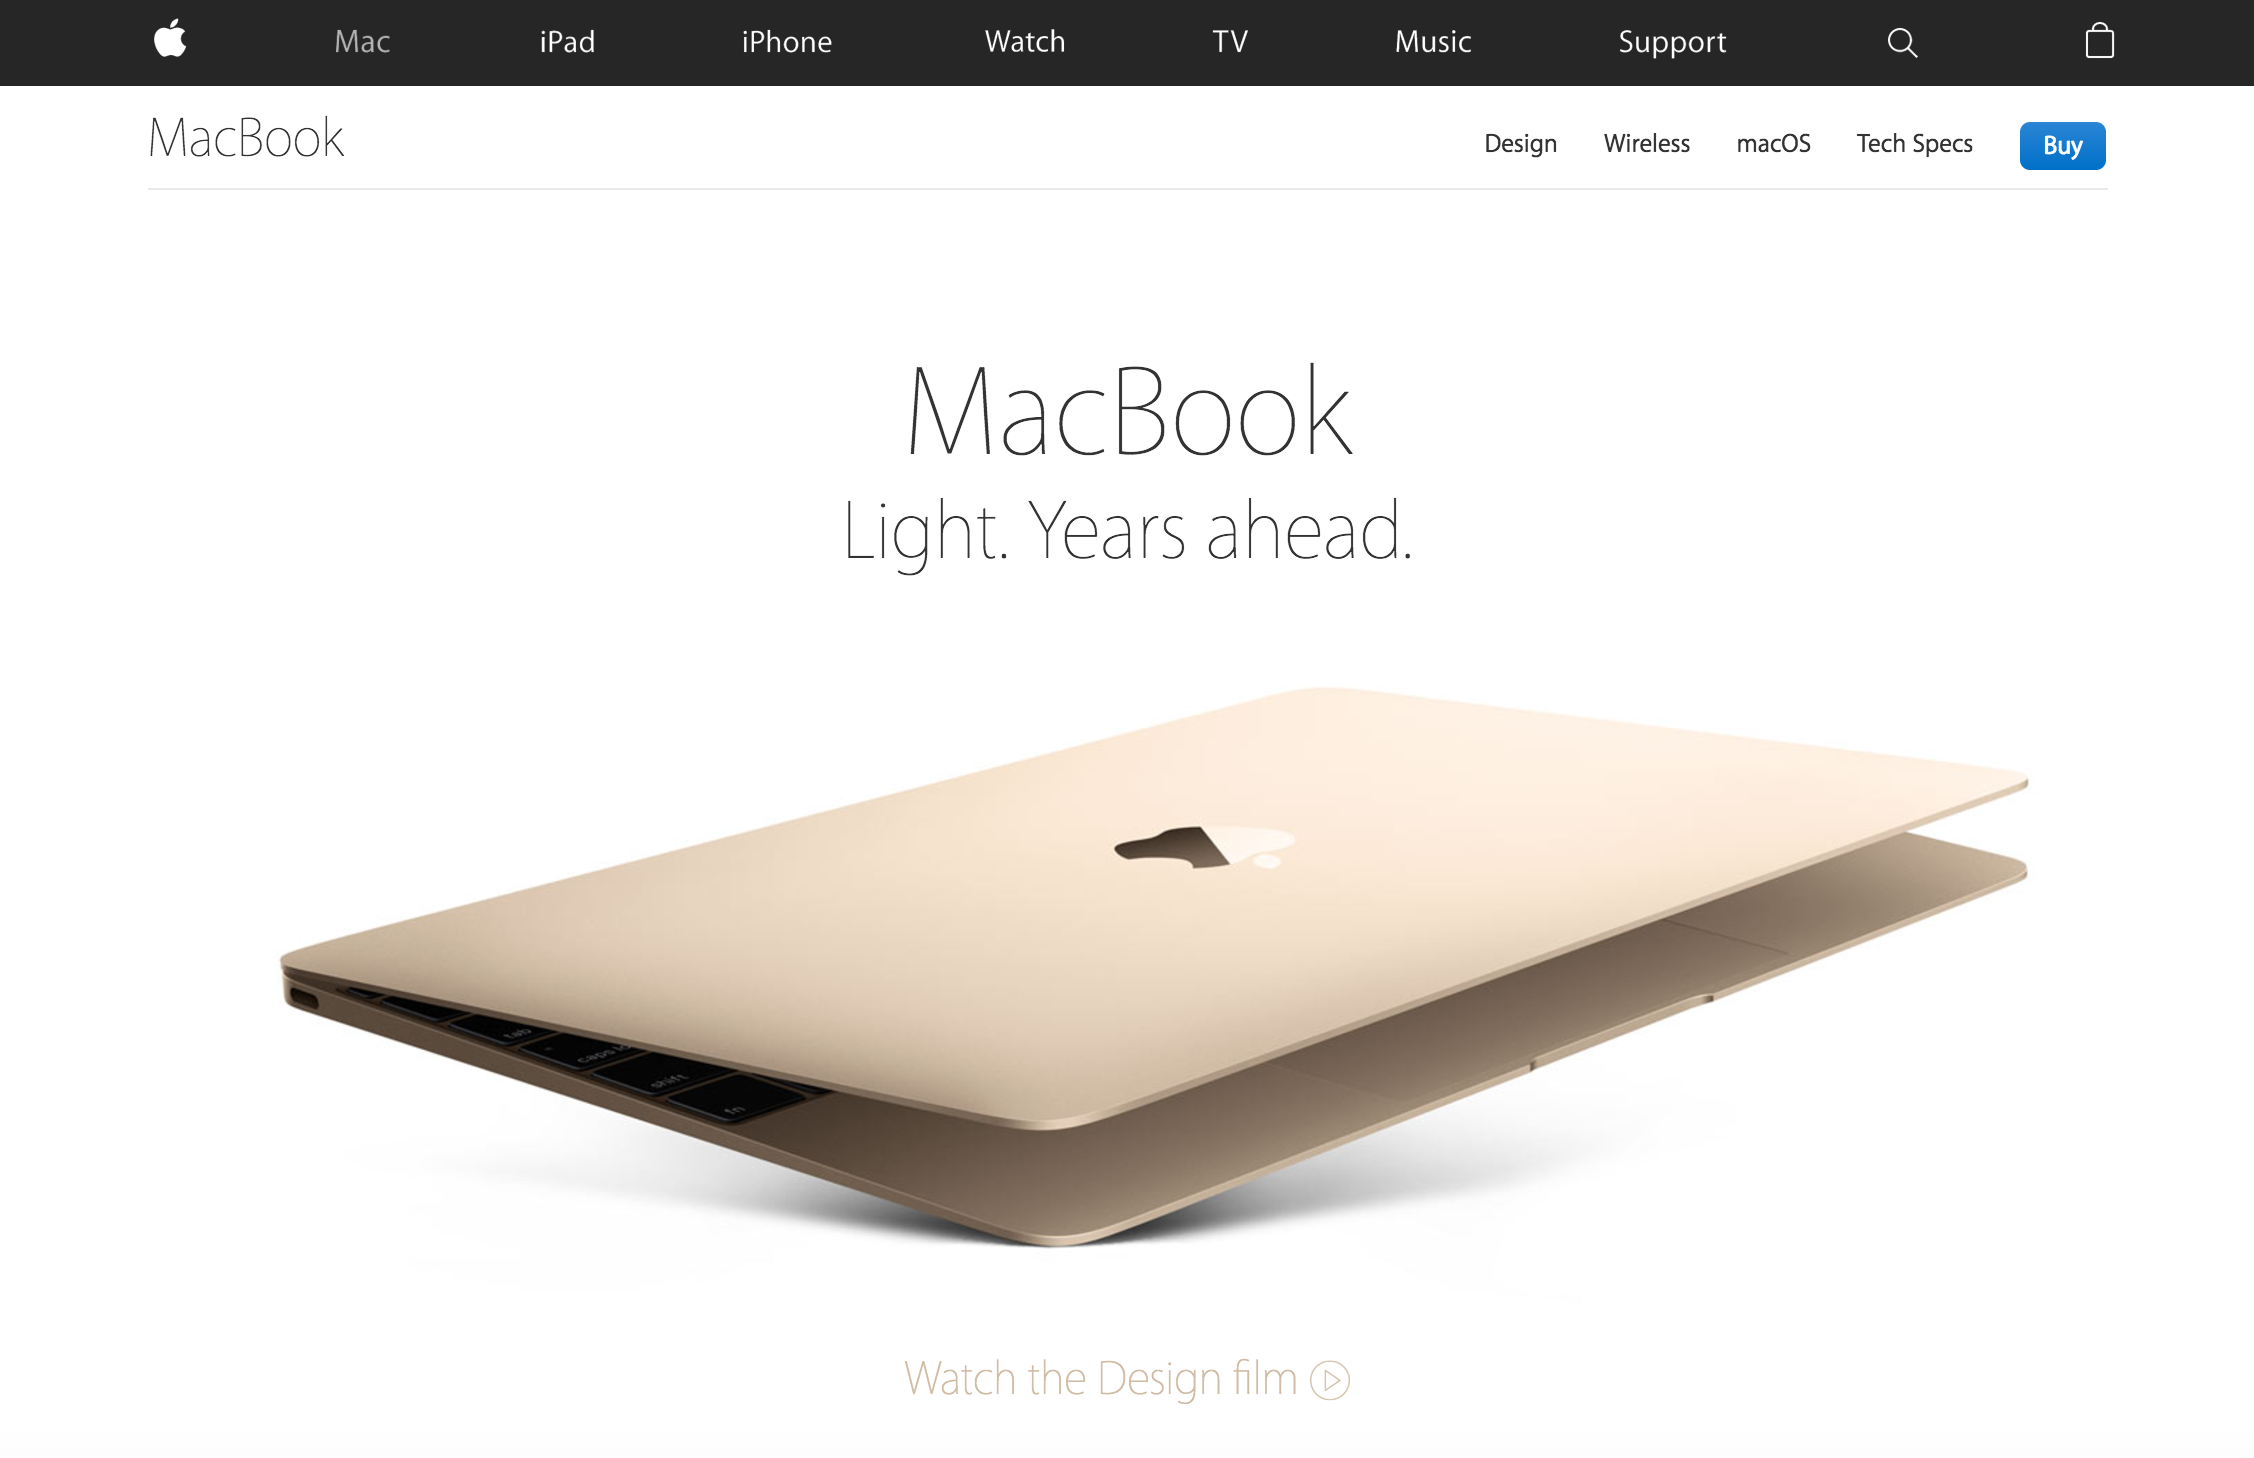 Mac iPad iPhone Watch TV Music Support
MacBook
Design Wireless macOS Tech Specs Buy
MacBook
Light. Years ahead.
tab
caps lo
shift
fn
Watch the Design film